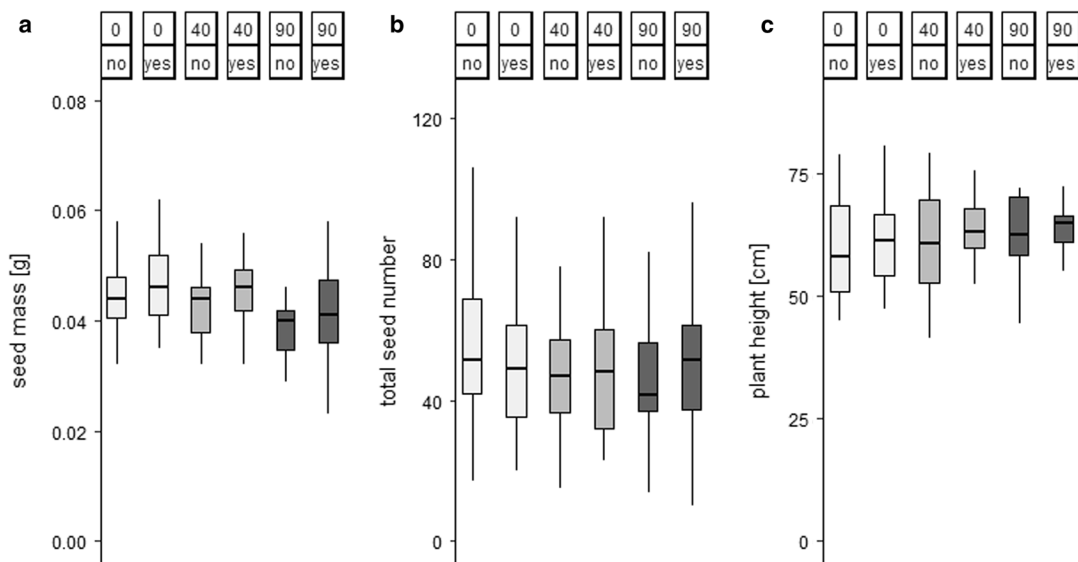 a
0 0 40 40 90 90
no yes no yes no yes
seed mass [g]
0.08
0.06
0.04
0.02
0.00
b
0 0 40 40 90 90
no yes no yes no yes
total seed number
120
80
40
0
c
0 0 40 40 90 90
no yes no yes no yes
plant height [cm]
75
50
25
0